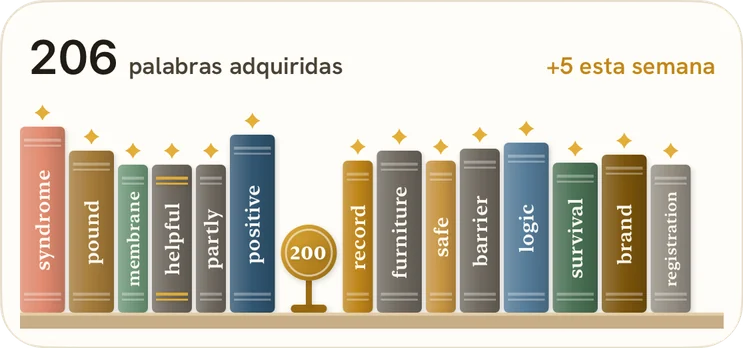 206 palabras adquiridas
+5 esta semana
syndrome
pound
membrane
helpful
partly
positive
200
record
furniture
safe
barrier
logic
survival
brand
registration